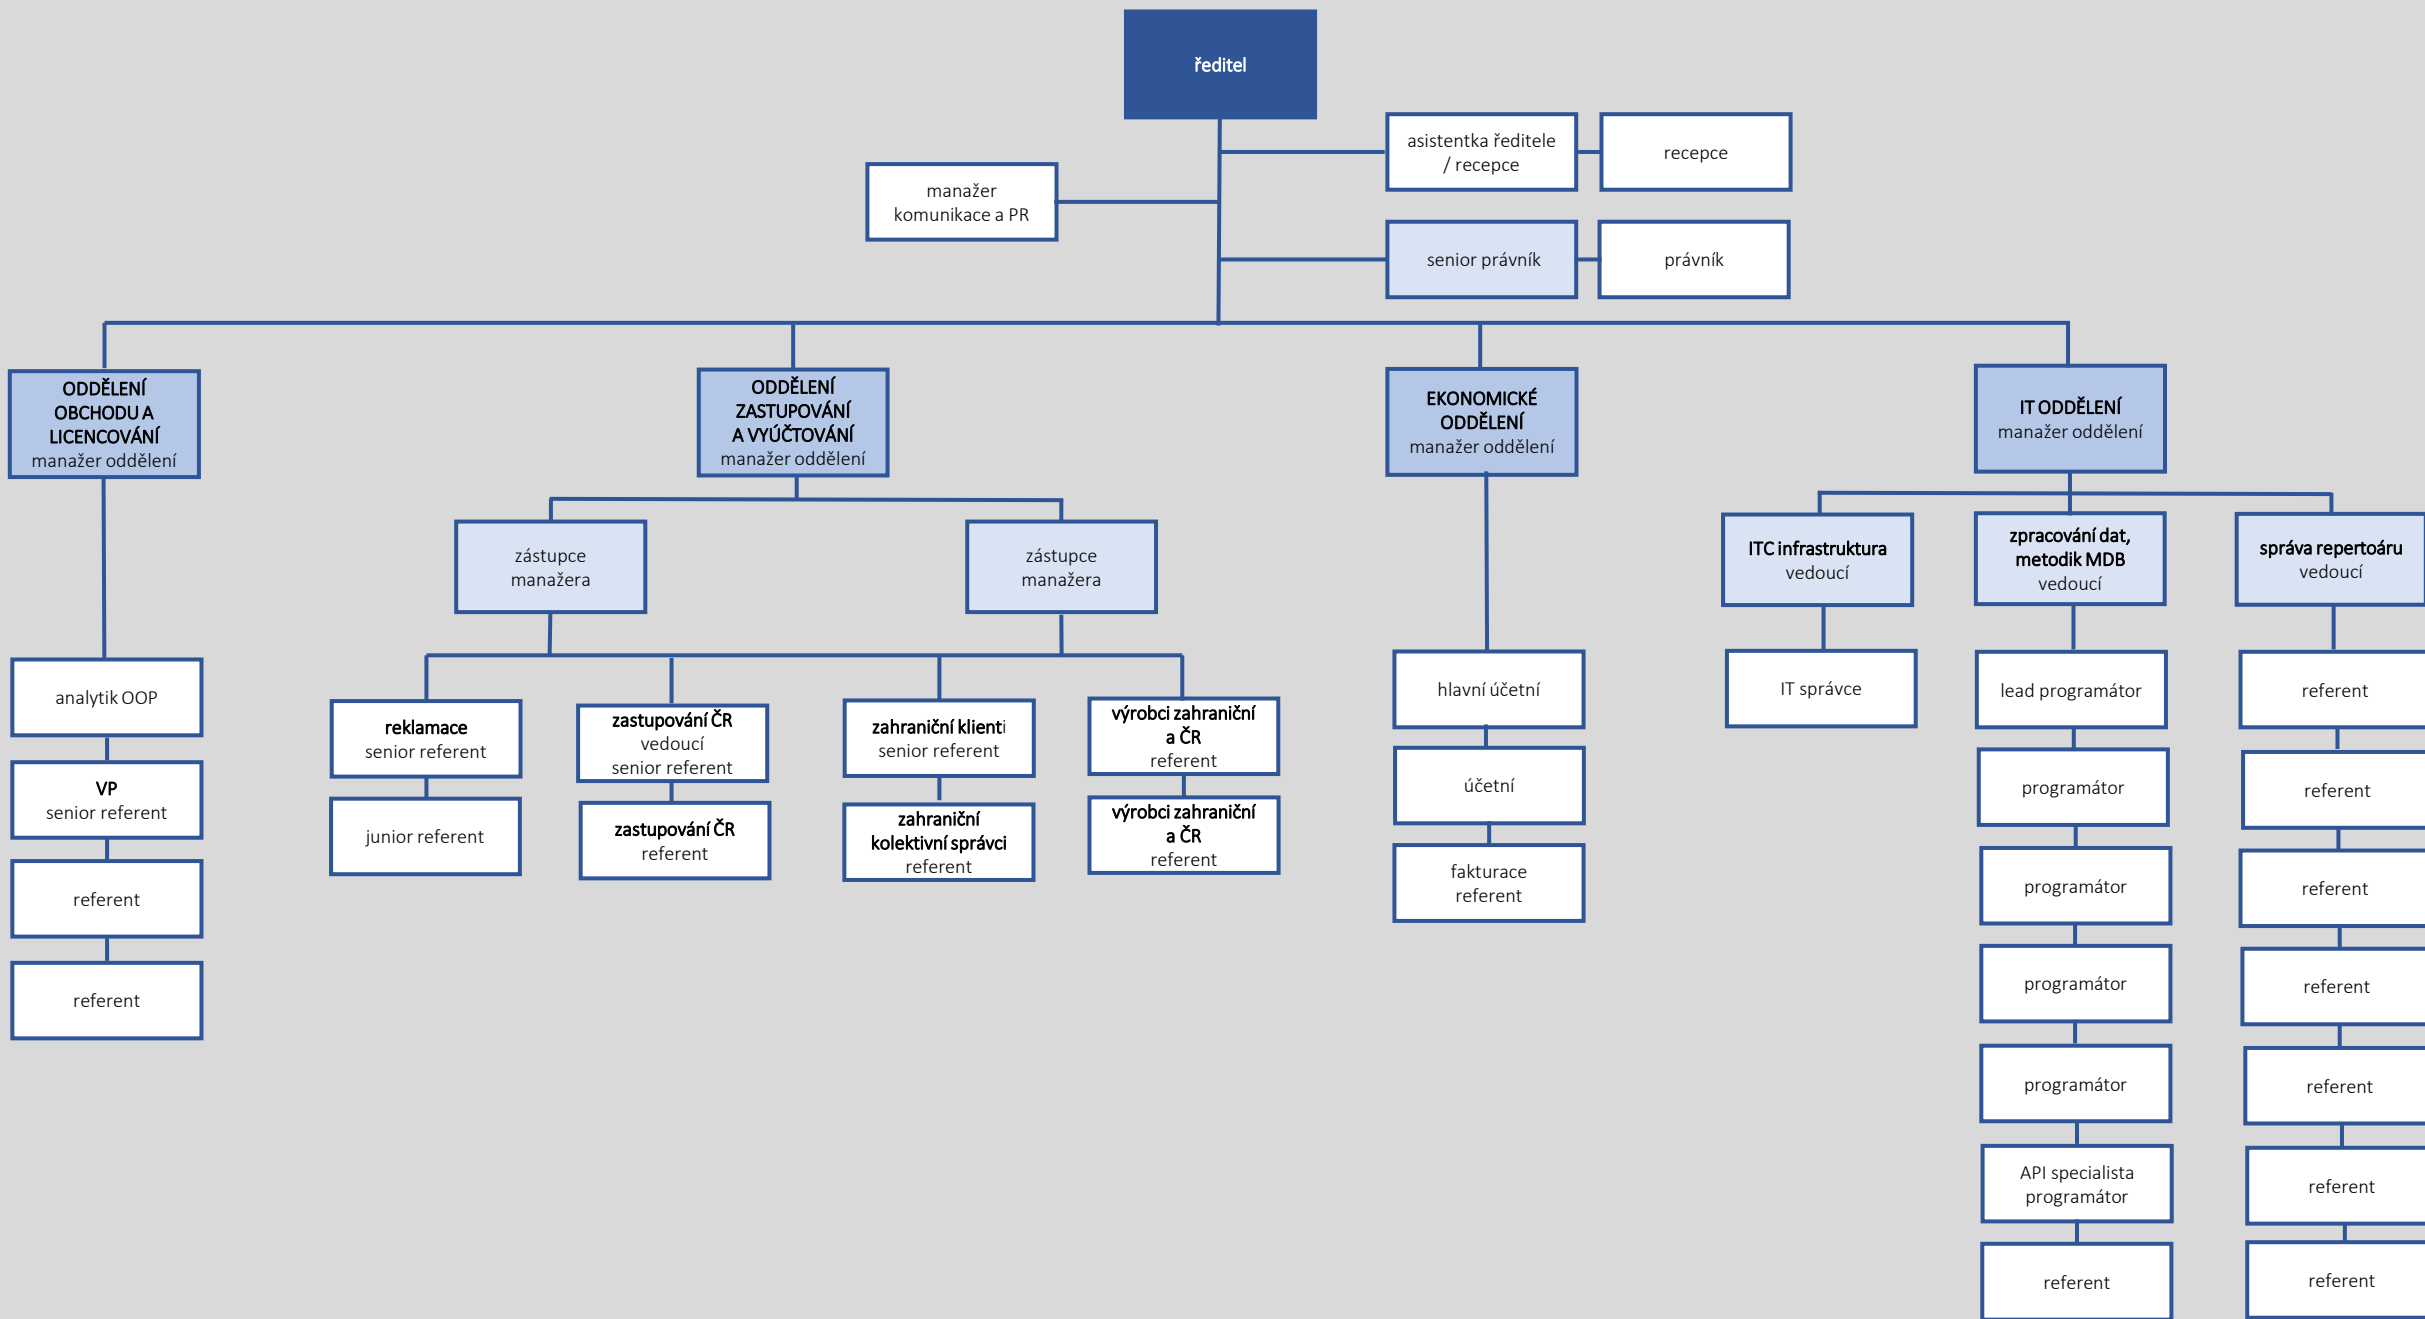 ředitel
asistentka ředitele
/ recepce
recepce
manažer
komunikace a PR
senior právník
právník
ODDĚLENÍ
OBCHODU A
LICENCOVÁNÍ
manažer oddělení
ODDĚLENÍ
ZASTUPOVÁNÍ
A VYÚČTOVÁNÍ
manažer oddělení
EKONOMICKÉ
ODDĚLENÍ
manažer oddělení
IT ODDĚLENÍ
manažer oddělení
zástupce
manažera
zástupce
manažera
ITC infrastruktura
vedoucí
zpracování dat,
metodik MDB
vedoucí
správa repertoáru
vedoucí
analytik OOP
VP
senior referent
referent
referent
reklamace
senior referent
junior referent
zastupování ČR
vedoucí
senior referent
zastupování ČR
referent
zahraniční klienti
senior referent
zahraniční
kolektivní správci
referent
výrobci zahraniční
a ČR
referent
výrobci zahraniční
a ČR
referent
hlavní účetní
účetní
fakturace
referent
IT správce
lead programátor
programátor
programátor
programátor
programátor
API specialista
programátor
referent
referent
referent
referent
referent
referent
referent
referent